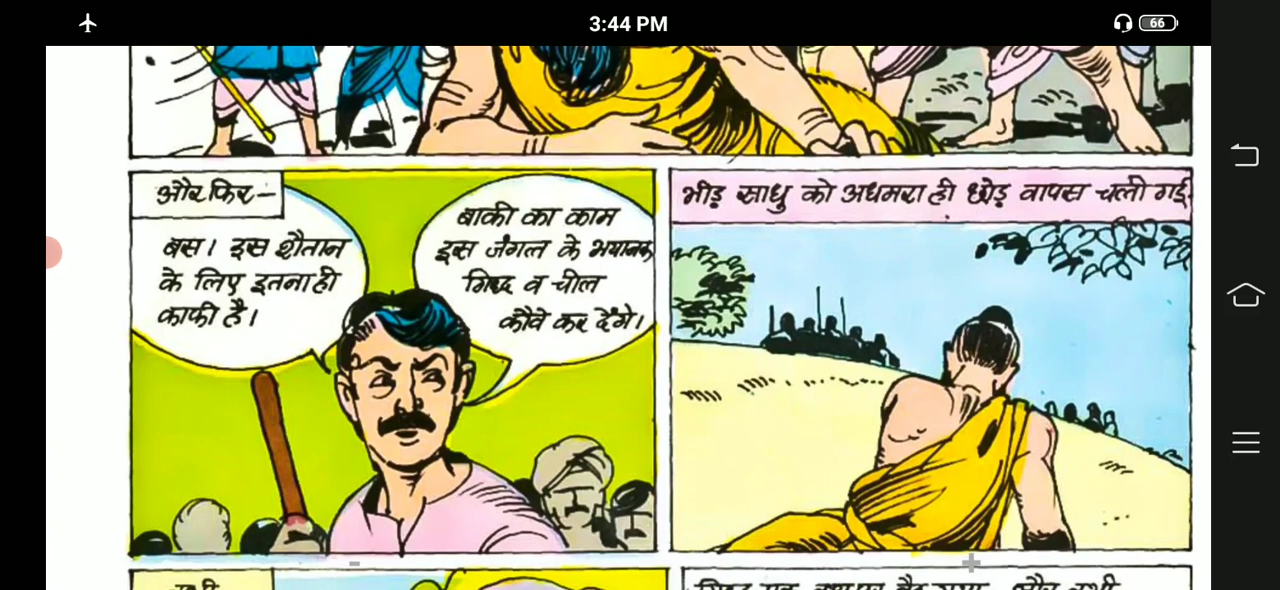 3:44 PM
66
और फिर –
बस। इस शैतान
के लिए इतना ही
काफी है।
बाकी का काम
इस जंगल के भयानक
गिद्ध व चील
कौवे कर देंगे।
भीड़ साधु को अधमरा ही छोड़ वापस चली गई